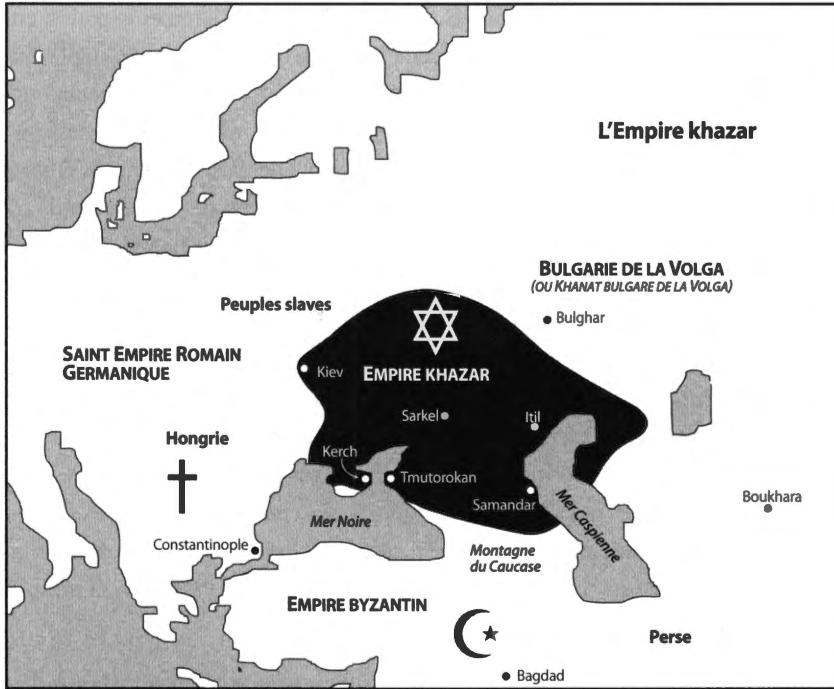 L'Empire khazar
BULGARIE DE LA VOLGA
(OU KHANAT BULGARE DE LA VOLGA)
Peuples slaves
Bulghar
SAINT EMPIRE ROMAIN
GERMANIQUE
Kiev
EMPIRE KHAZAR
Sarkel
Itil
Hongrie
Kerch
Tmutorokan
Samandar
Mer Caspienne
Boukhara
Mer Noire
Constantinople
Montagne
du Caucase
EMPIRE BYZANTIN
Perse
Bagdad